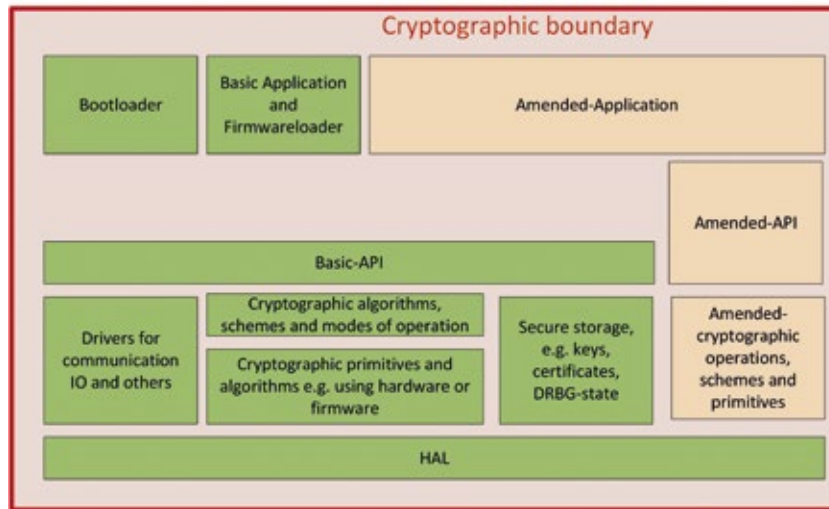 Cryptographic boundary
Bootloader
Basic Application
and
Firmwareloader
Amended-Application
Amended-API
Basic-API
Drivers for
communication
IO and others
Cryptographic algorithms,
schemes and modes of operation
Cryptographic primitives and
algorithms e.g. using hardware or
firmware
Secure storage,
e.g. keys,
certificates,
DRBG-state
Amended-
cryptographic
operations,
schemes and
primitives
HAL